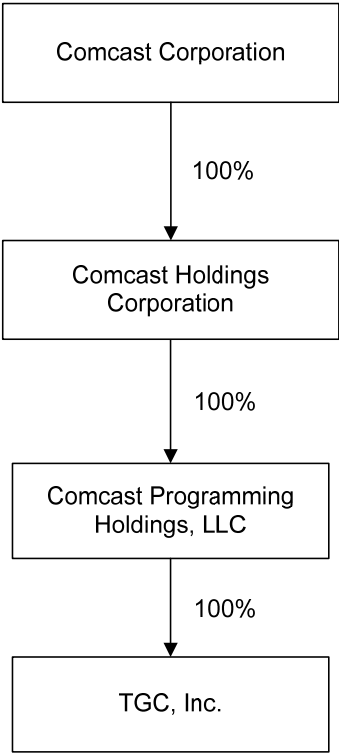 Comcast Corporation
100%
Comcast Holdings
Corporation
100%
Comcast Programming
Holdings, LLC
100%
TGC, Inc.